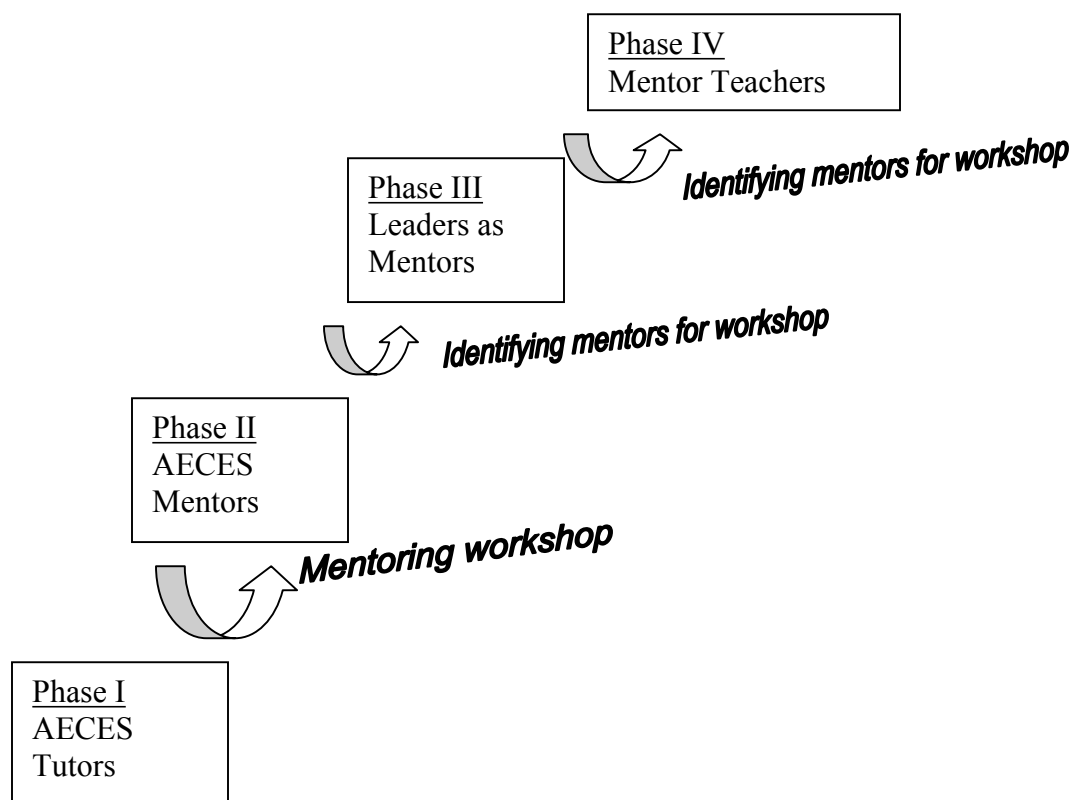 Phase IV
Mentor Teachers
Identifying mentors for workshop
Phase III
Leaders as
Mentors
Identifying mentors for workshop
Phase II
AECES
Mentors
Mentoring workshop
Phase I
AECES
Tutors